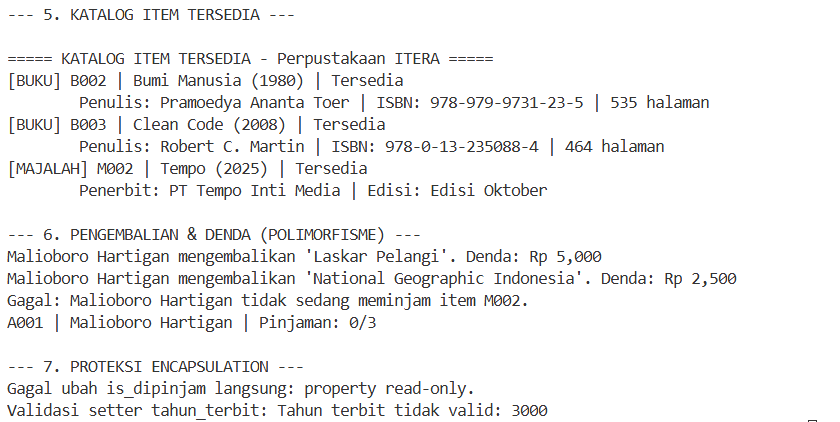 --- 5. KATALOG ITEM TERSEDIA ---
===== KATALOG ITEM TERSEDIA - Perpustakaan ITERA =====
[BUKU] B002 | Bumi Manusia (1980) | Tersedia
Penulis: Pramoedya Ananta Toer | ISBN: 978-979-9731-23-5 | 535 halaman
[BUKU] B003 | Clean Code (2008) | Tersedia
Penulis: Robert C. Martin | ISBN: 978-0-13-235088-4 | 464 halaman
[MAJALAH] M002 | Tempo (2025) | Tersedia
Penerbit: PT Tempo Inti Media | Edisi: Edisi Oktober
--- 6. PENGEMBALIAN & DENDA (POLIMORFISME) ---
Malioboro Hartigan mengembalikan 'Laskar Pelangi'. Denda: Rp 5,000
Malioboro Hartigan mengembalikan 'National Geographic Indonesia'. Denda: Rp 2,500
Gagal: Malioboro Hartigan tidak sedang meminjam item M002.
A001 | Malioboro Hartigan | Pinjaman: 0/3
--- 7. PROTEKSI ENCAPSULATION ---
Gagal ubah is_dipinjam langsung: property read-only.
Validasi setter tahun_terbit: Tahun terbit tidak valid: 3000